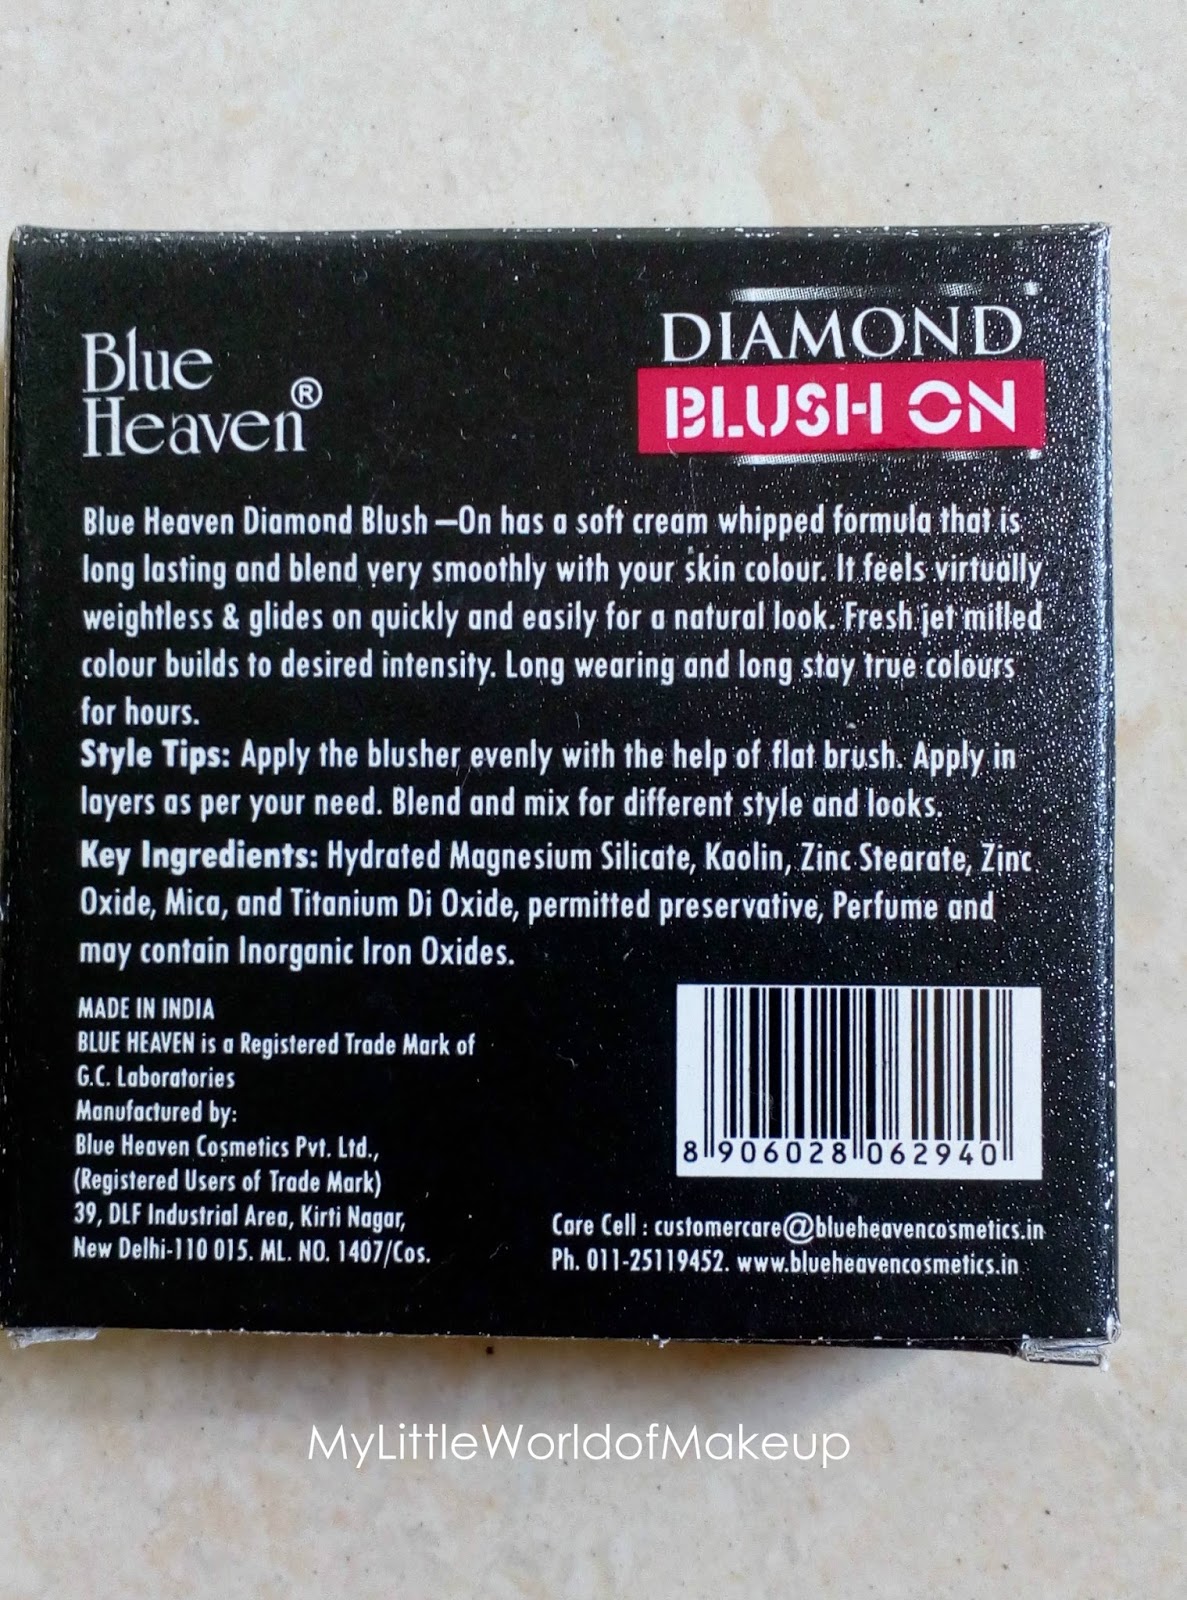 Blue
Heaven®
DIAMOND
BLUSH ON
Blue Heaven Diamond Blush –On has a soft cream whipped formula that is
long lasting and blend very smoothly with your skin colour. It feels virtually
weightless & glides on quickly and easily for a natural look. Fresh jet milled
colour builds to desired intensity. Long wearing and long stay true colours
for hours.
Style Tips: Apply the blusher evenly with the help of flat brush. Apply in
layers as per your need. Blend and mix for different style and looks.
Key Ingredients: Hydrated Magnesium Silicate, Kaolin, Zinc Stearate, Zinc
Oxide, Mica, and Titanium Di Oxide, permitted preservative, Perfume and
may contain Inorganic Iron Oxides.
MADE IN INDIA
BLUE HEAVEN is a Registered Trade Mark of
G.C. Laboratories
Manufactured by:
Blue Heaven Cosmetics Pvt. Ltd.,
(Registered Users of Trade Mark)
39, DLF Industrial Area, Kirti Nagar,
New Delhi-110 015. ML. NO. 1407/Cos.
8 906028 062940
Care Cell : customercare@blueheavencosmetics.in
Ph. 011-25119452. www.blueheavencosmetics.in
MyLittleWorldofMakeup